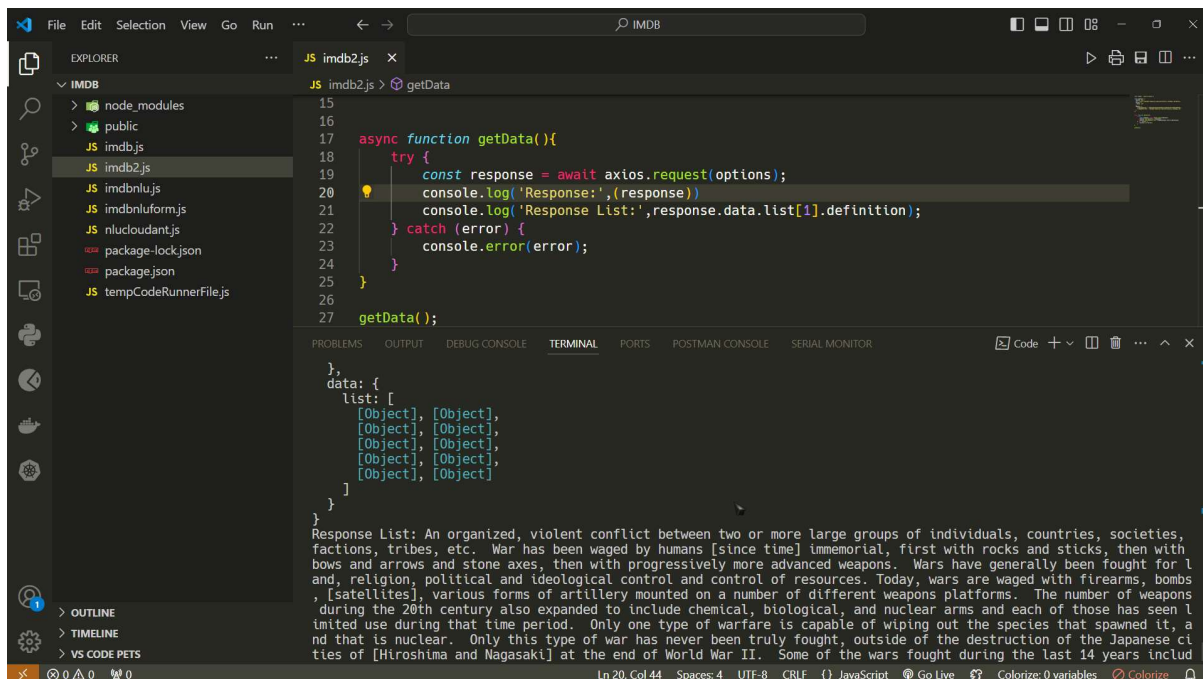 File Edit Selection View Go Run ··· IMDB
EXPLORER ···
IMDB
node_modules
public
JS imdb.js
JS imdb2.js
JS imdbnlu.js
JS imdbnluform.js
JS nlucloudant.js
package-lock.json
package.json
JS tempCodeRunnerFile.js
OUTLINE
TIMELINE
VS CODE PETS
JS imdb2.js
JS imdb2.js > getData
15
16
17 async function getData(){
18 try {
19 const response = await axios.request(options);
20 console.log('Response:',(response))
21 console.log('Response List:',response.data.list[1].definition);
22 } catch (error) {
23 console.error(error);
24 }
25 }
26
27 getData();
PROBLEMS OUTPUT DEBUG CONSOLE TERMINAL PORTS POSTMAN CONSOLE SERIAL MONITOR Code
},
data: {
list: [
[Object], [Object],
[Object], [Object],
[Object], [Object],
[Object], [Object],
[Object], [Object]
]
}
}
Response List: An organized, violent conflict between two or more large groups of individuals, countries, societies,
factions, tribes, etc.  War has been waged by humans [since time] immemorial, first with rocks and sticks, then with
bows and arrows and stone axes, then with progressively more advanced weapons.  Wars have generally been fought for l
and, religion, political and ideological control and control of resources. Today, wars are waged with firearms, bombs
, [satellites], various forms of artillery mounted on a number of different weapons platforms.  The number of weapons
during the 20th century also expanded to include chemical, biological, and nuclear arms and each of those has seen l
imited use during that time period.  Only one type of warfare is capable of wiping out the species that spawned it, a
nd that is nuclear.  Only this type of war has never been truly fought, outside of the destruction of the Japanese ci
ties of [Hiroshima and Nagasaki] at the end of World War II.  Some of the wars fought during the last 14 years includ
1
0 0 0 Ln 20, Col 44 Spaces: 4 UTF-8 CRLF {} JavaScript Go Live Colorize: 0 variables Colorize